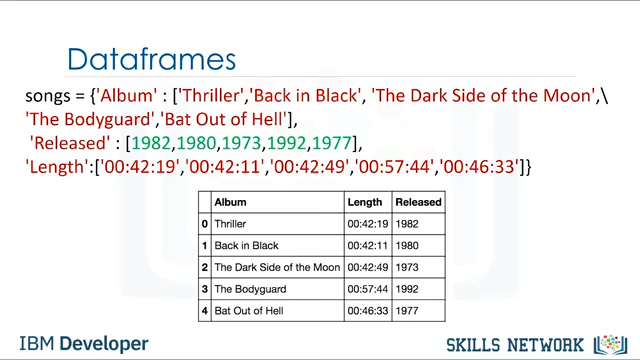 Dataframes
songs = {'Album' : ['Thriller','Back in Black', 'The Dark Side of the Moon',\
'The Bodyguard','Bat Out of Hell'],
'Released' : [1982,1980,1973,1992,1977],
'Length':['00:42:19','00:42:11','00:42:49','00:57:44','00:46:33']}
Album Length Released
0 Thriller 00:42:19 1982
1 Back in Black 00:42:11 1980
2 The Dark Side of the Moon 00:42:49 1973
3 The Bodyguard 00:57:44 1992
4 Bat Out of Hell 00:46:33 1977
IBM Developer
SKILLS NETWORK